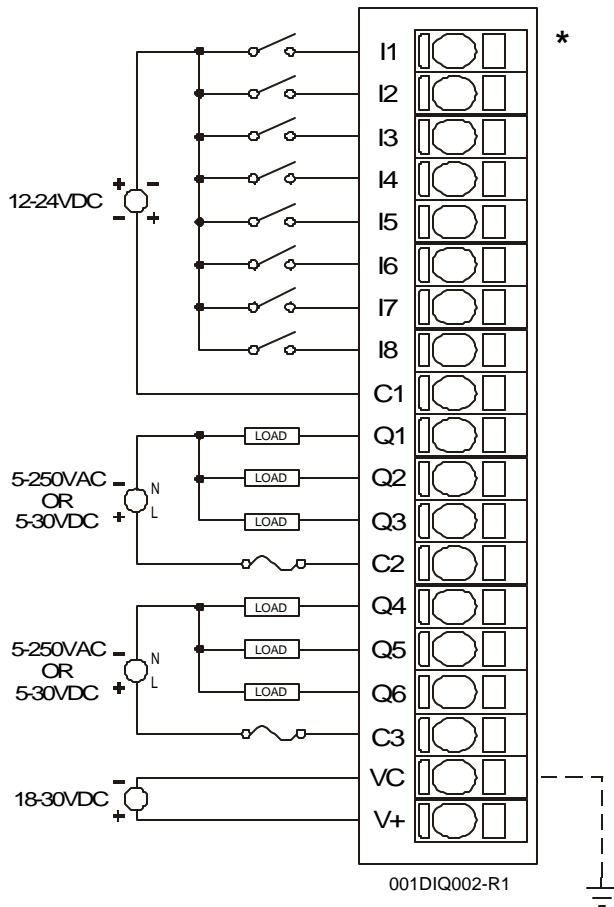 *
I1
I2
I3
I4
12-24VDC
+ -
- +
I5
I6
I7
I8
C1
Q1
LOAD
5-250VAC
OR
5-30VDC
-
+
N
L
Q2
LOAD
Q3
LOAD
C2
Q4
LOAD
5-250VAC
OR
5-30VDC
-
+
N
L
Q5
LOAD
Q6
LOAD
C3
VC
18-30VDC
-
+
V+
001DIQ002-R1